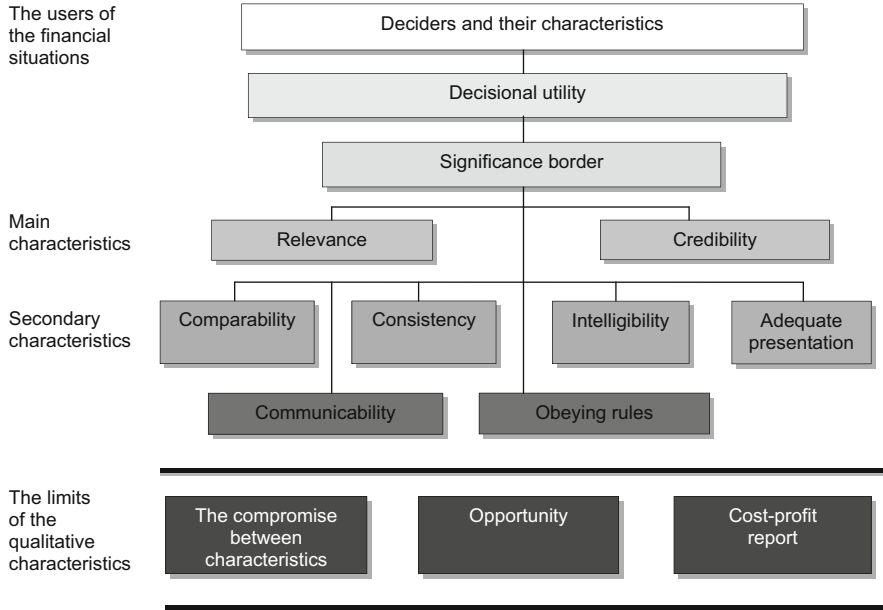 The users of
the financial
situations
Deciders and their characteristics
Decisional utility
Significance border
Main
characteristics
Relevance
Credibility
Secondary
characteristics
Comparability
Consistency
Intelligibility
Adequate
presentation
Communicability
Obeying rules
The limits
of the
qualitative
characteristics
The compromise
between
characteristics
Opportunity
Cost-profit
report